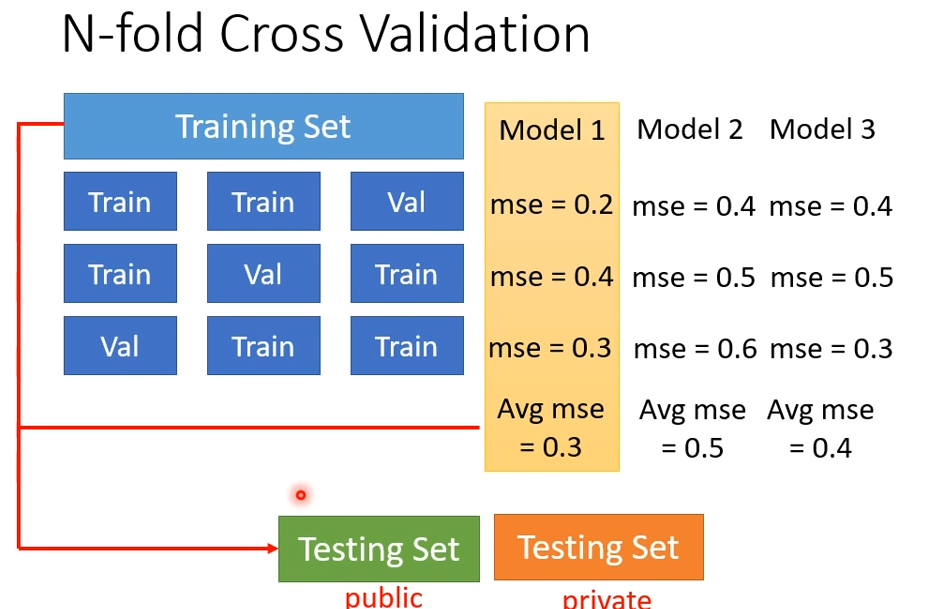 N-fold Cross Validation
Training Set
Model 1 Model 2 Model 3
Train Train Val mse = 0.2 mse = 0.4 mse = 0.4
Train Val Train mse = 0.4 mse = 0.5 mse = 0.5
Val Train Train mse = 0.3 mse = 0.6 mse = 0.3
Avg mse Avg mse Avg mse
= 0.3 = 0.5 = 0.4
Testing Set Testing Set
public private